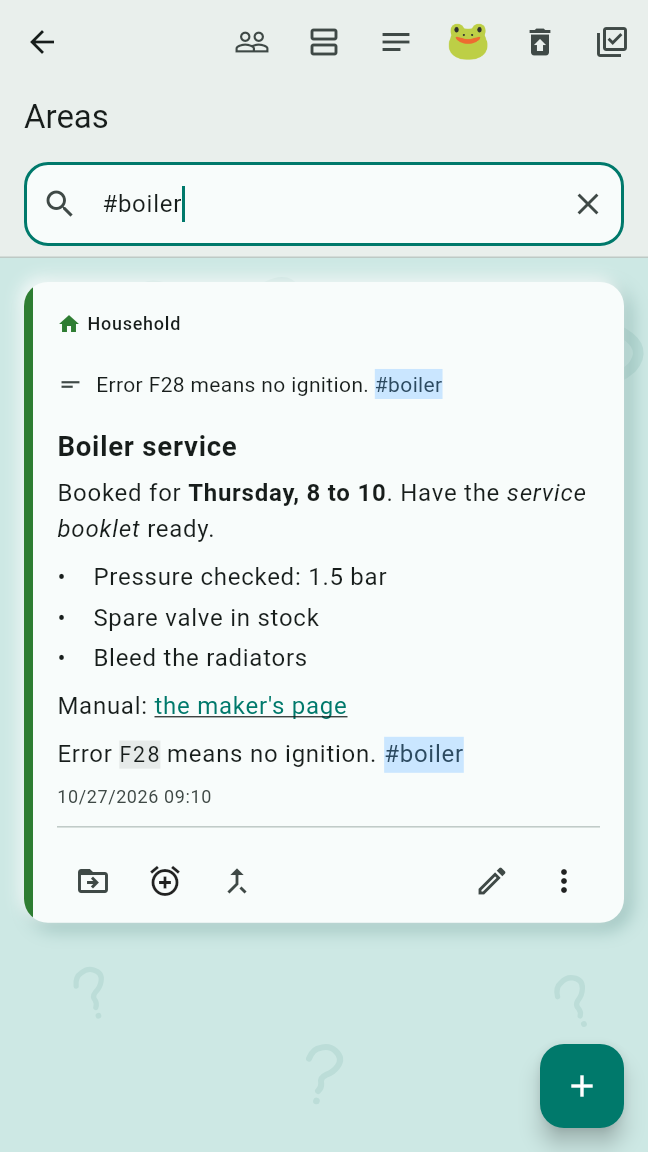 Areas
#boiler
Household
Error F28 means no ignition. #boiler
Boiler service
Booked for Thursday, 8 to 10. Have the service
booklet ready.
• Pressure checked: 1.5 bar
• Spare valve in stock
• Bleed the radiators
Manual: the maker's page
Error F28 means no ignition. #boiler
10/27/2026 09:10